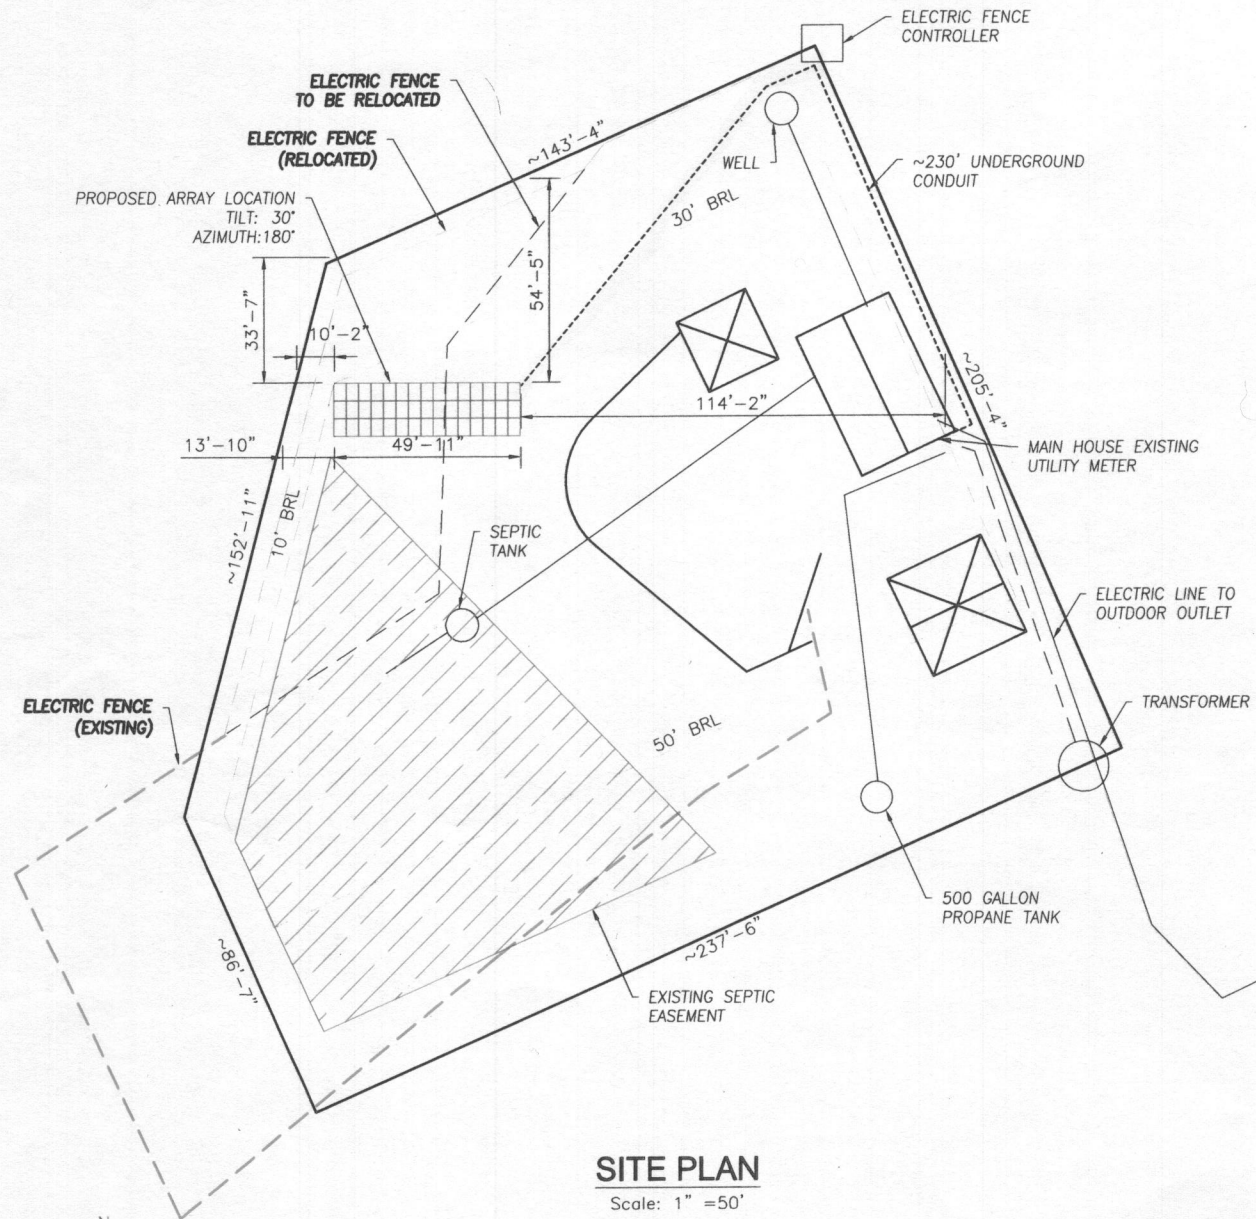 ELECTRIC FENCE
CONTROLLER
ELECTRIC FENCE
TO BE RELOCATED
ELECTRIC FENCE
(RELOCATED)
~143'-4"
WELL
~230' UNDERGROUND
CONDUIT
PROPOSED ARRAY LOCATION
TILT: 30°
AZIMUTH:180°
30' BRL
33'-7"
54'-5"
10'-2"
~205'-4"
114'-2"
13'-10"
49'-11"
MAIN HOUSE EXISTING
UTILITY METER
10' BRL
~152'-11"
SEPTIC
TANK
ELECTRIC LINE TO
OUTDOOR OUTLET
ELECTRIC FENCE
(EXISTING)
50' BRL
TRANSFORMER
500 GALLON
PROPANE TANK
~237'-6"
~86'-7"
EXISTING SEPTIC
EASEMENT
SITE PLAN
Scale: 1" =50'